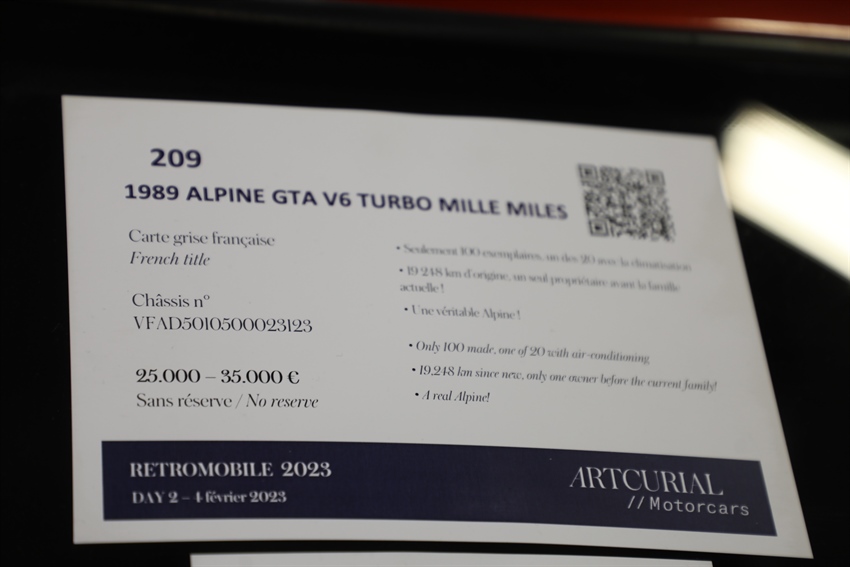 209
1989 ALPINE GTA V6 TURBO MILLE MILES
Carte grise française
French title
Châssis n°
VFAD5010500023123
25.000 – 35.000 €
Sans réserve / No reserve
• Seulement 100 exemplaires, un des 20 avec la climatisation
• 19 248 km d'origine, un seul propriétaire avant la famille
actuelle !
• Une véritable Alpine !
• Only 100 made, one of 20 with air-conditioning
• 19,248 km since new, only one owner before the current family!
• A real Alpine!
RETROMOBILE 2023
DAY 2 – 4 février 2023
ARTCURIAL
// Motorcars